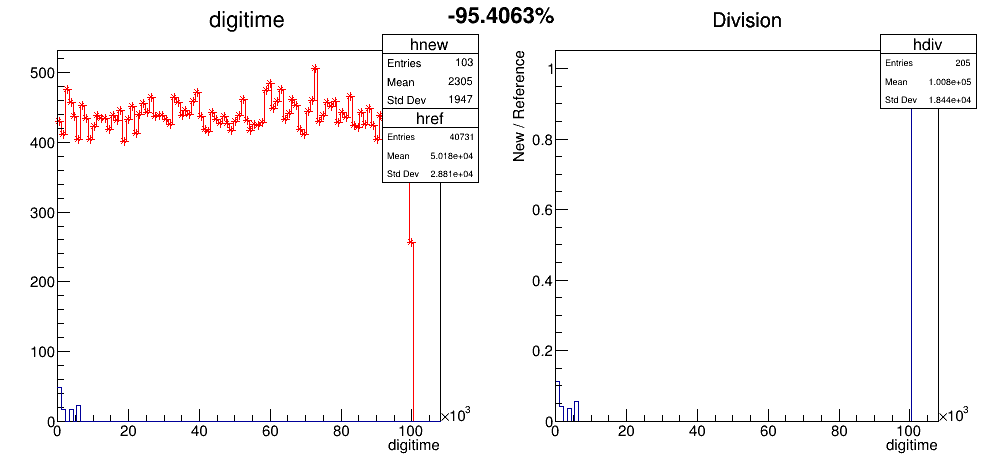 -95.4063%
digitime
hnew
Entries 103
Mean 2305
Std Dev 1947
href
Entries 40731
Mean 5.018e+04
Std Dev 2.881e+04
500
400
300
200
100
0
0 20 40 60 80 100
×10³
digitime
Division
hdiv
Entries 205
Mean 1.008e+05
Std Dev 1.844e+04
New / Reference
1
0.8
0.6
0.4
0.2
0
0 20 40 60 80 100
×10³
digitime